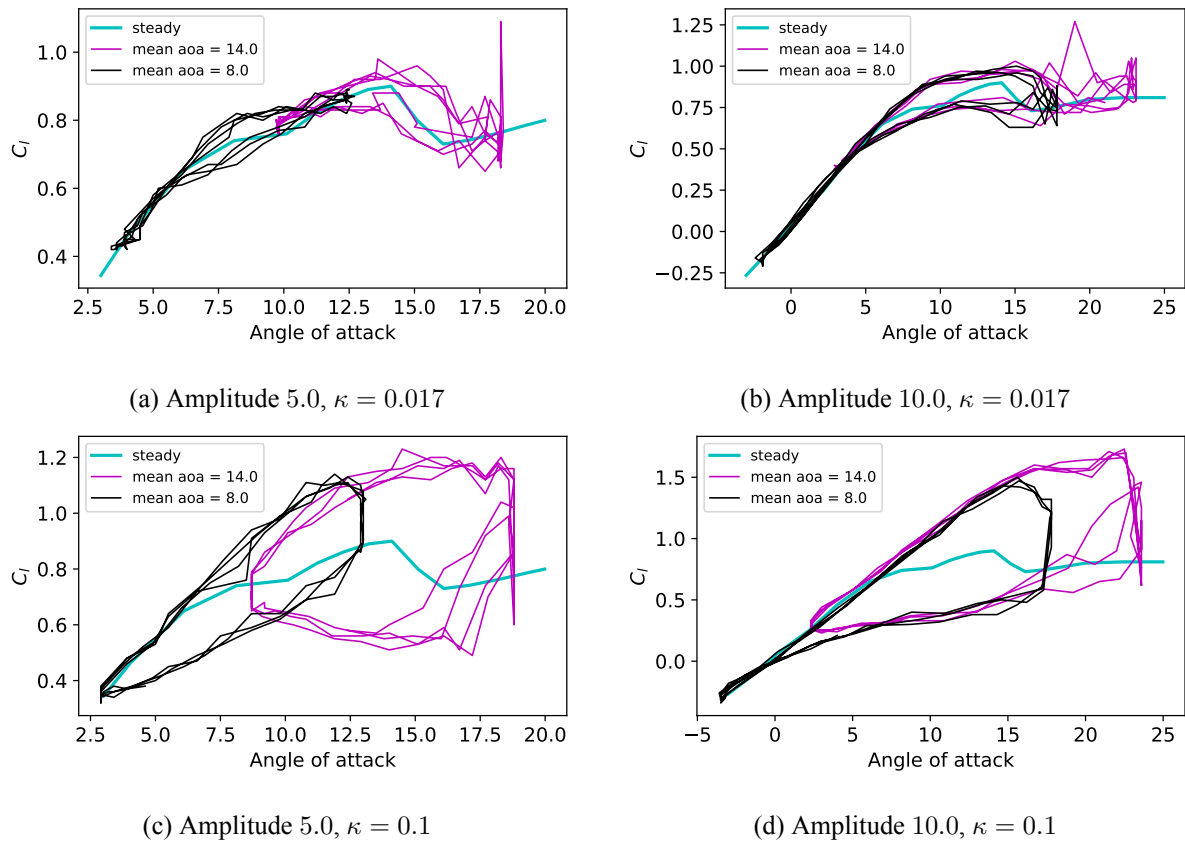 steady
mean aoa = 14.0
mean aoa = 8.0
1.0
0.8
0.6
0.4
C_l
2.5 5.0 7.5 10.0 12.5 15.0 17.5 20.0
Angle of attack
(a) Amplitude 5.0, κ = 0.017
steady
mean aoa = 14.0
mean aoa = 8.0
1.25
1.00
0.75
0.50
0.25
0.00
−0.25
C_l
0 5 10 15 20 25
Angle of attack
(b) Amplitude 10.0, κ = 0.017
steady
mean aoa = 14.0
mean aoa = 8.0
1.2
1.0
0.8
0.6
0.4
C_l
2.5 5.0 7.5 10.0 12.5 15.0 17.5 20.0
Angle of attack
(c) Amplitude 5.0, κ = 0.1
steady
mean aoa = 14.0
mean aoa = 8.0
1.5
1.0
0.5
0.0
C_l
−5 0 5 10 15 20 25
Angle of attack
(d) Amplitude 10.0, κ = 0.1